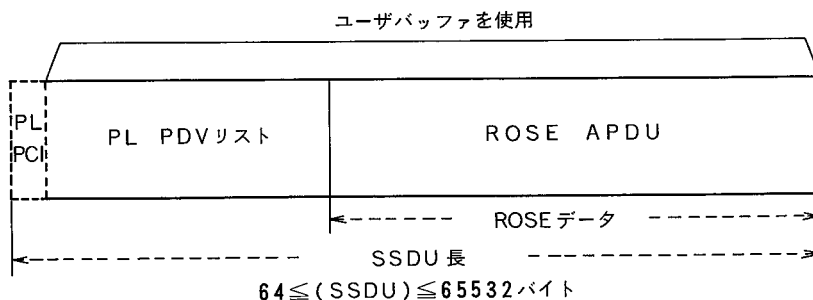 ユーザバッファを使用
PL
PCI
PL PDVリスト
ROSE APDU
ROSEデータ
SSDU長
64≦(SSDU)≦65532バイト